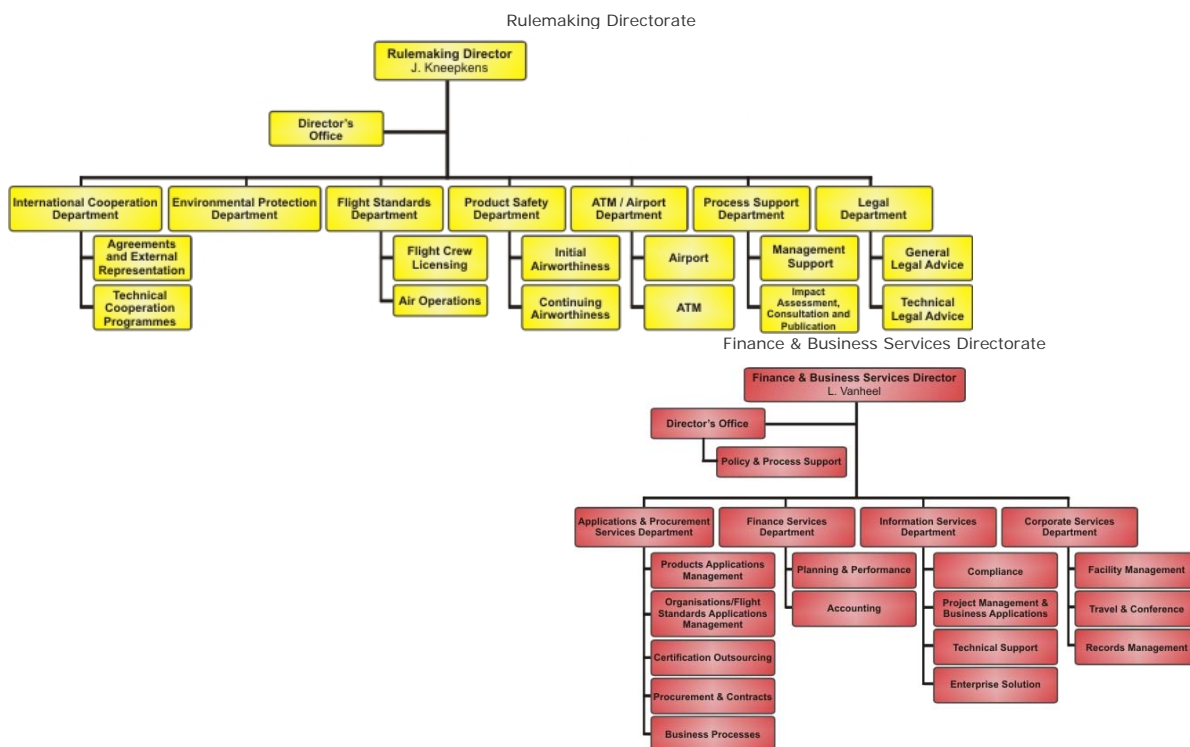 Rulemaking Directorate
Rulemaking Director
J. Kneepkens
Director's
Office
International Cooperation
Department
Environmental Protection
Department
Flight Standards
Department
Product Safety
Department
ATM / Airport
Department
Process Support
Department
Legal
Department
Agreements
and External
Representation
Technical
Cooperation
Programmes
Flight Crew
Licensing
Air Operations
Initial
Airworthiness
Continuing
Airworthiness
Airport
ATM
Management
Support
Impact
Assessment,
Consultation and
Publication
General
Legal Advice
Technical
Legal Advice
Finance & Business Services Directorate
Finance & Business Services Director
L. Vanheel
Director's Office
Policy & Process Support
Applications & Procurement
Services Department
Finance Services
Department
Information Services
Department
Corporate Services
Department
Products Applications
Management
Organisations/Flight
Standards Applications
Management
Certification Outsourcing
Procurement & Contracts
Business Processes
Planning & Performance
Accounting
Compliance
Project Management &
Business Applications
Technical Support
Enterprise Solution
Facility Management
Travel & Conference
Records Management